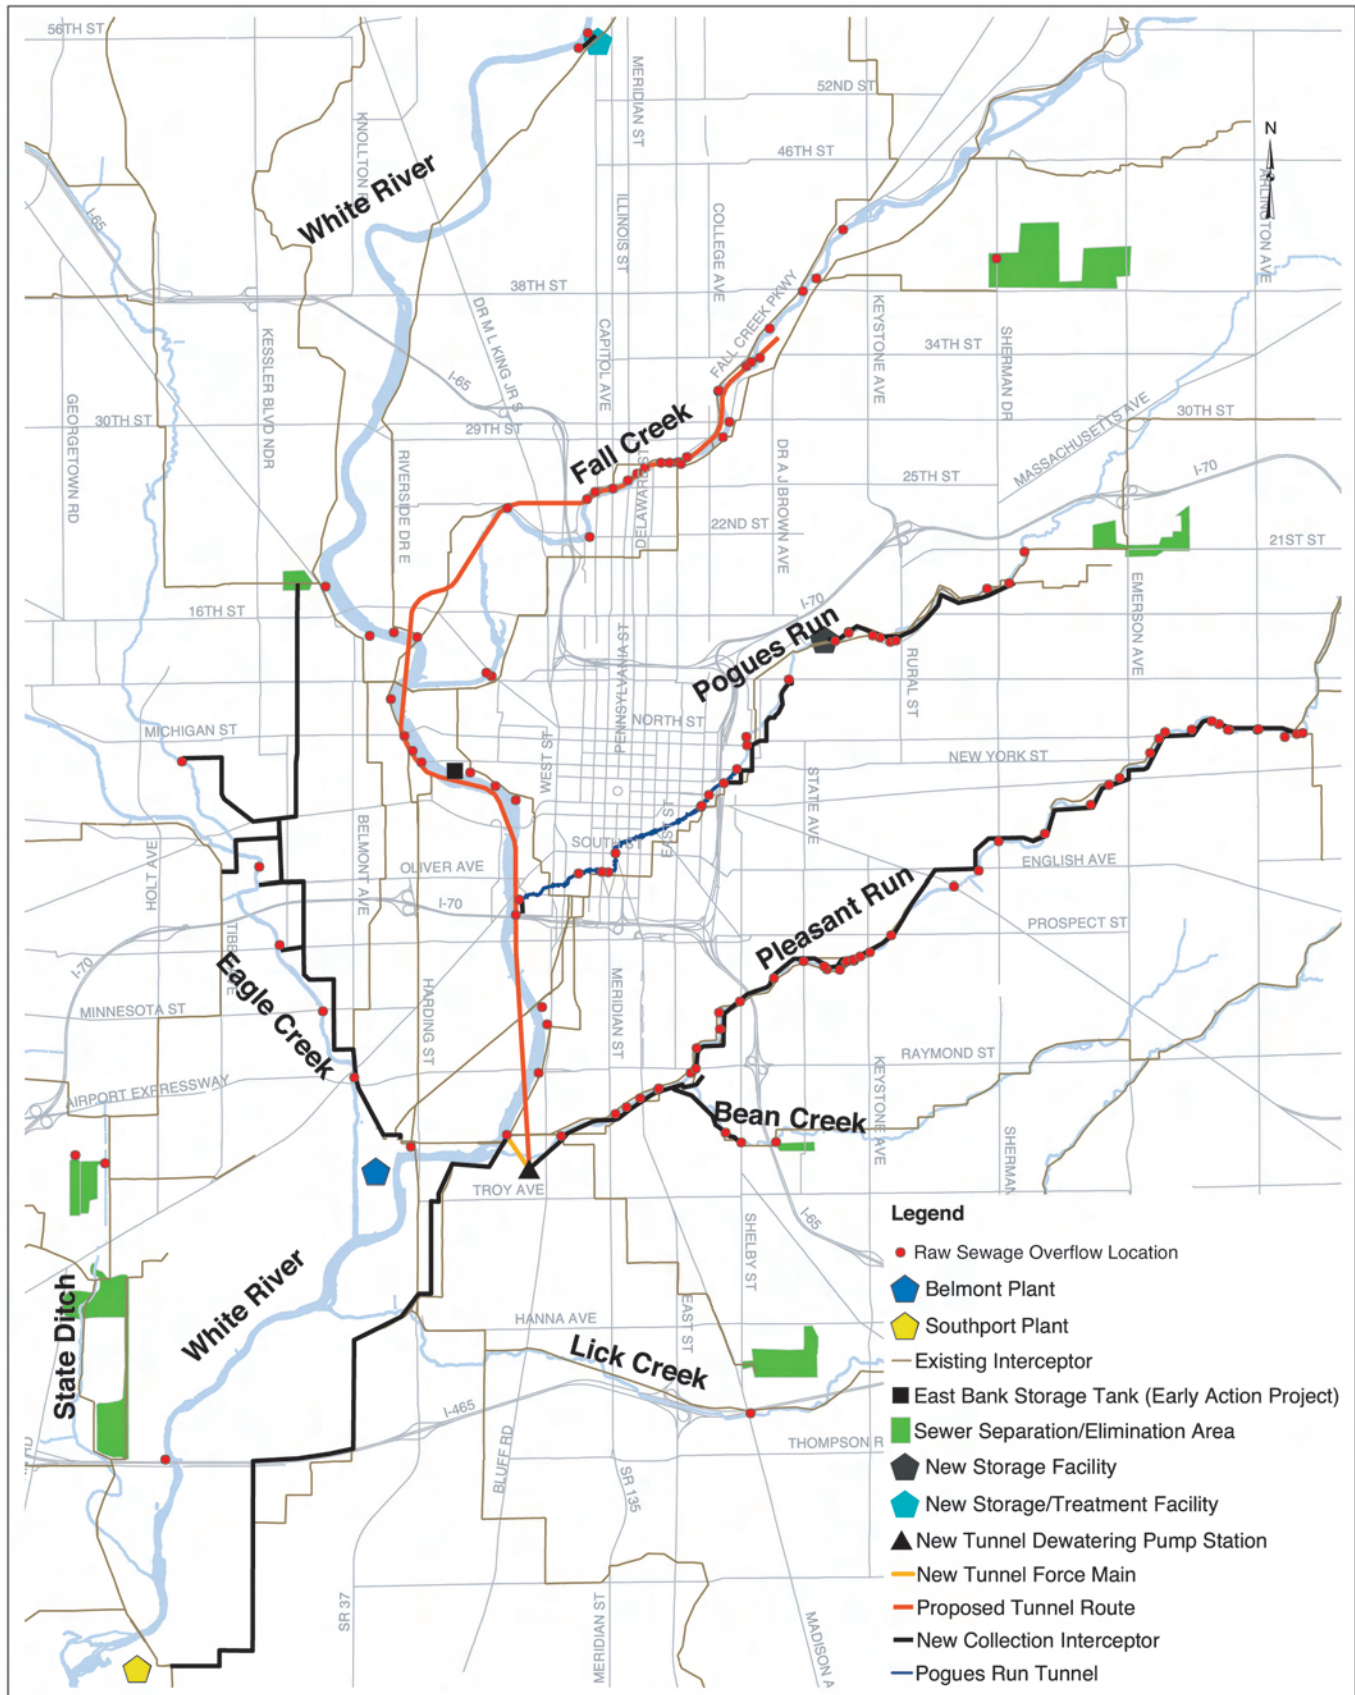 56TH ST
MERIDIAN ST
52ND ST
N
KNOLLTON R
46TH ST
White River
ARLINGTON AVE
I-65
ILLINOIS ST
COLLEGE AVE
38TH ST
DR M L KING JR S
FALL CREEK PKWY
KEYSTONE AVE
CAPITOL AVE
34TH ST
SHERMAN DR
KESSLER BLVD NDR
I-65
GEORGETOWN RD
30TH ST
29TH ST
Fall Creek
MASSACHUSETTS AVE
30TH ST
RIVERSIDE DR E
DELAWARE ST
DR A J BROWN AVE
25TH ST
I-70
22ND ST
21ST ST
16TH ST
I-70
EMERSON AVE
Pogues Run
RURAL ST
PENNSYLVANIA ST
NORTH ST
MICHIGAN ST
NEW YORK ST
WEST ST
STATE AVE
EAST ST
SOUTH ST
HOLT AVE
BELMONT AVE
OLIVER AVE
ENGLISH AVE
I-70
Pleasant Run
PROSPECT ST
I-70
TIBB
Eagle Creek
HARDING ST
MERIDIAN ST
MINNESOTA ST
RAYMOND ST
KEYSTONE AVE
AIRPORT EXPRESSWAY
Bean Creek
SHERMAN
TROY AVE
SHELBY ST
I-65
White River
State Ditch
HANNA AVE
EAST ST
Lick Creek
I-465
BLUFF RD
THOMPSON R
SR 135
SR 37
MERIDIAN ST
MADISON A
Legend
Raw Sewage Overflow Location
Belmont Plant
Southport Plant
Existing Interceptor
East Bank Storage Tank (Early Action Project)
Sewer Separation/Elimination Area
New Storage Facility
New Storage/Treatment Facility
New Tunnel Dewatering Pump Station
New Tunnel Force Main
Proposed Tunnel Route
New Collection Interceptor
Pogues Run Tunnel